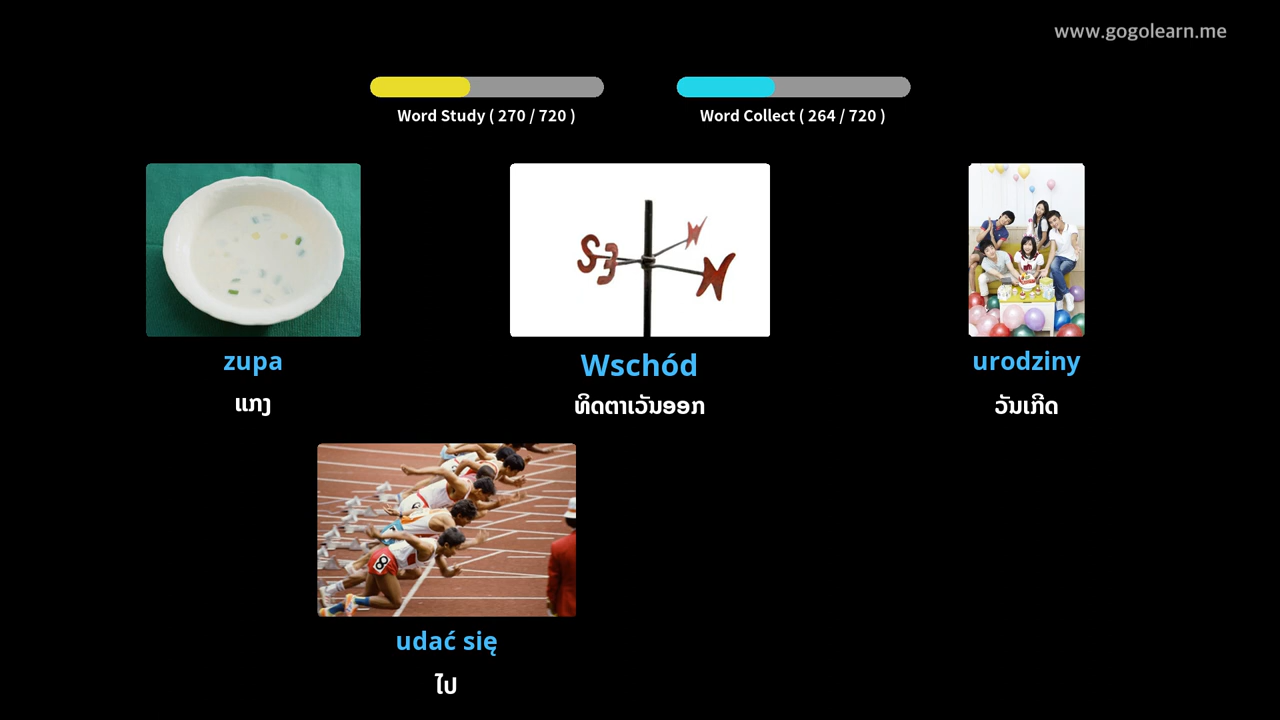 www.gogolearn.me
Word Study ( 270 / 720 )
Word Collect ( 264 / 720 )
S
E
N
W
zupa
Wschód
urodziny
ແກງ
ທິດຕາເວັນອອກ
ວັນເກີດ
8
udać się
ໄປ